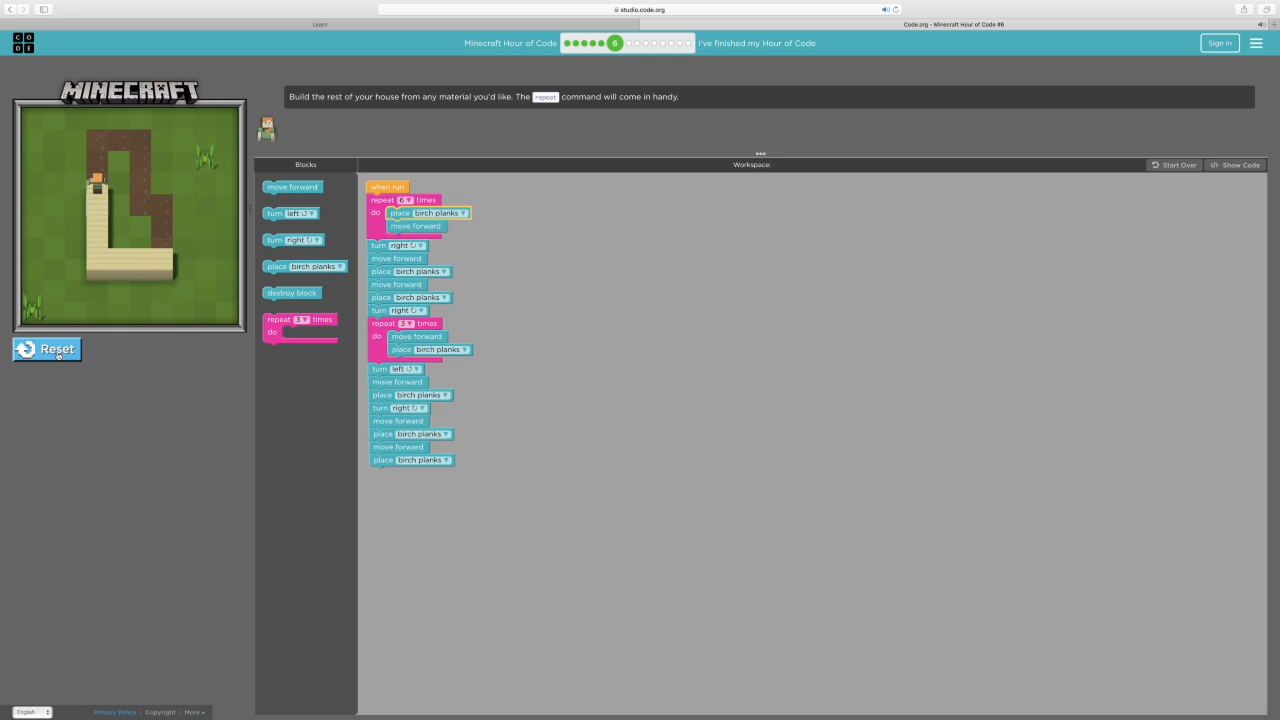 studio.code.org
Learn
Code.org - Minecraft Hour of Code #6
C O
D E
Minecraft Hour of Code
6
I've finished my Hour of Code
Sign in
MINECRAFT
Build the rest of your house from any material you'd like. The repeat command will come in handy.
Blocks
Workspace:
Start Over
Show Code
move forward
turn left
turn right
place birch planks
destroy block
repeat 3 times
do
when run
repeat 6 times
do place birch planks
move forward
turn right
move forward
place birch planks
move forward
place birch planks
turn right
repeat 3 times
do move forward
place birch planks
turn left
move forward
place birch planks
turn right
move forward
place birch planks
move forward
place birch planks
Reset
English
Privacy Policy | Copyright | More